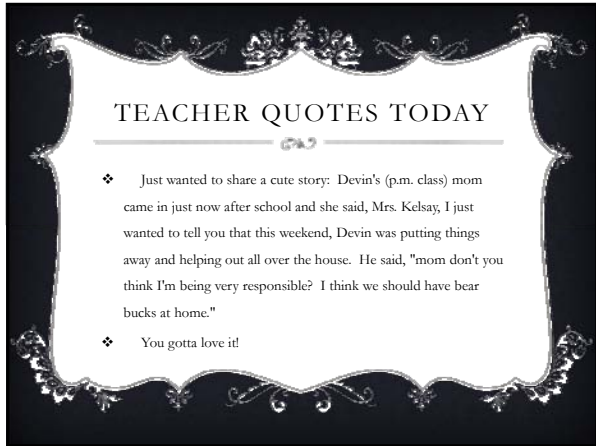 TEACHER QUOTES TODAY
❖ Just wanted to share a cute story: Devin's (p.m. class) mom
came in just now after school and she said, Mrs. Kelsay, I just
wanted to tell you that this weekend, Devin was putting things
away and helping out all over the house. He said, "mom don't you
think I'm being very responsible? I think we should have bear
bucks at home."
❖ You gotta love it!